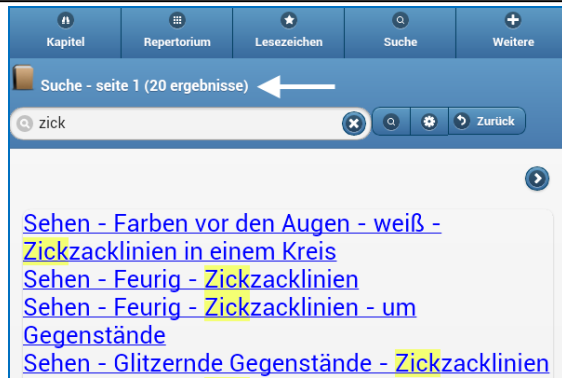 Kapitel Repertorium Lesezeichen Suche Weitere
Suche - seite 1 (20 ergebnisse)
zick Zurück
Sehen - Farben vor den Augen - weiß -
Zickzacklinien in einem Kreis
Sehen - Feurig - Zickzacklinien
Sehen - Feurig - Zickzacklinien - um
Gegenstände
Sehen - Glitzernde Gegenstände - Zickzacklinien